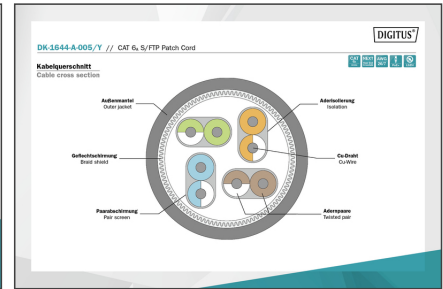 DIGITUS®
DK-1644-A-005/Y // CAT 6A S/FTP Patch Cord
Kabelquerschnitt
Cable cross section
Außenmantel
Outer jacket
Aderisolierung
Isolation
Geflechtschirmung
Braid shield
Cu-Draht
Cu-Wire
Paarabschirmung
Pair screen
Adernpaare
Twisted pair